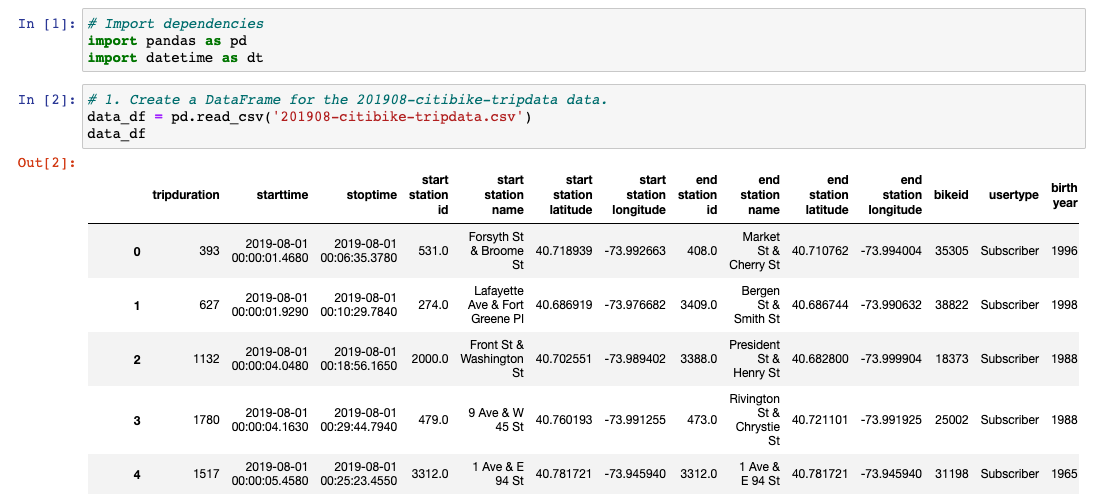 In [1]: # Import dependencies
import pandas as pd
import datetime as dt
In [2]: # 1. Create a DataFrame for the 201908-citibike-tripdata data.
data_df = pd.read_csv('201908-citibike-tripdata.csv')
data_df
Out[2]:
tripduration starttime stoptime start station id start station name start station latitude start station longitude end station id end station name end station latitude end station longitude bikeid usertype birth year
0 393 2019-08-01 00:00:01.4680 2019-08-01 00:06:35.3780 531.0 Forsyth St & Broome St 40.718939 -73.992663 408.0 Market St & Cherry St 40.710762 -73.994004 35305 Subscriber 1996
1 627 2019-08-01 00:00:01.9290 2019-08-01 00:10:29.7840 274.0 Lafayette Ave & Fort Greene Pl 40.686919 -73.976682 3409.0 Bergen St & Smith St 40.686744 -73.990632 38822 Subscriber 1998
2 1132 2019-08-01 00:00:04.0480 2019-08-01 00:18:56.1650 2000.0 Front St & Washington St 40.702551 -73.989402 3388.0 President St & Henry St 40.682800 -73.999904 18373 Subscriber 1988
3 1780 2019-08-01 00:00:04.1630 2019-08-01 00:29:44.7940 479.0 9 Ave & W 45 St 40.760193 -73.991255 473.0 Rivington St & Chrystie St 40.721101 -73.991925 25002 Subscriber 1988
4 1517 2019-08-01 00:00:05.4580 2019-08-01 00:25:23.4550 3312.0 1 Ave & E 94 St 40.781721 -73.945940 3312.0 1 Ave & E 94 St 40.781721 -73.945940 31198 Subscriber 1965